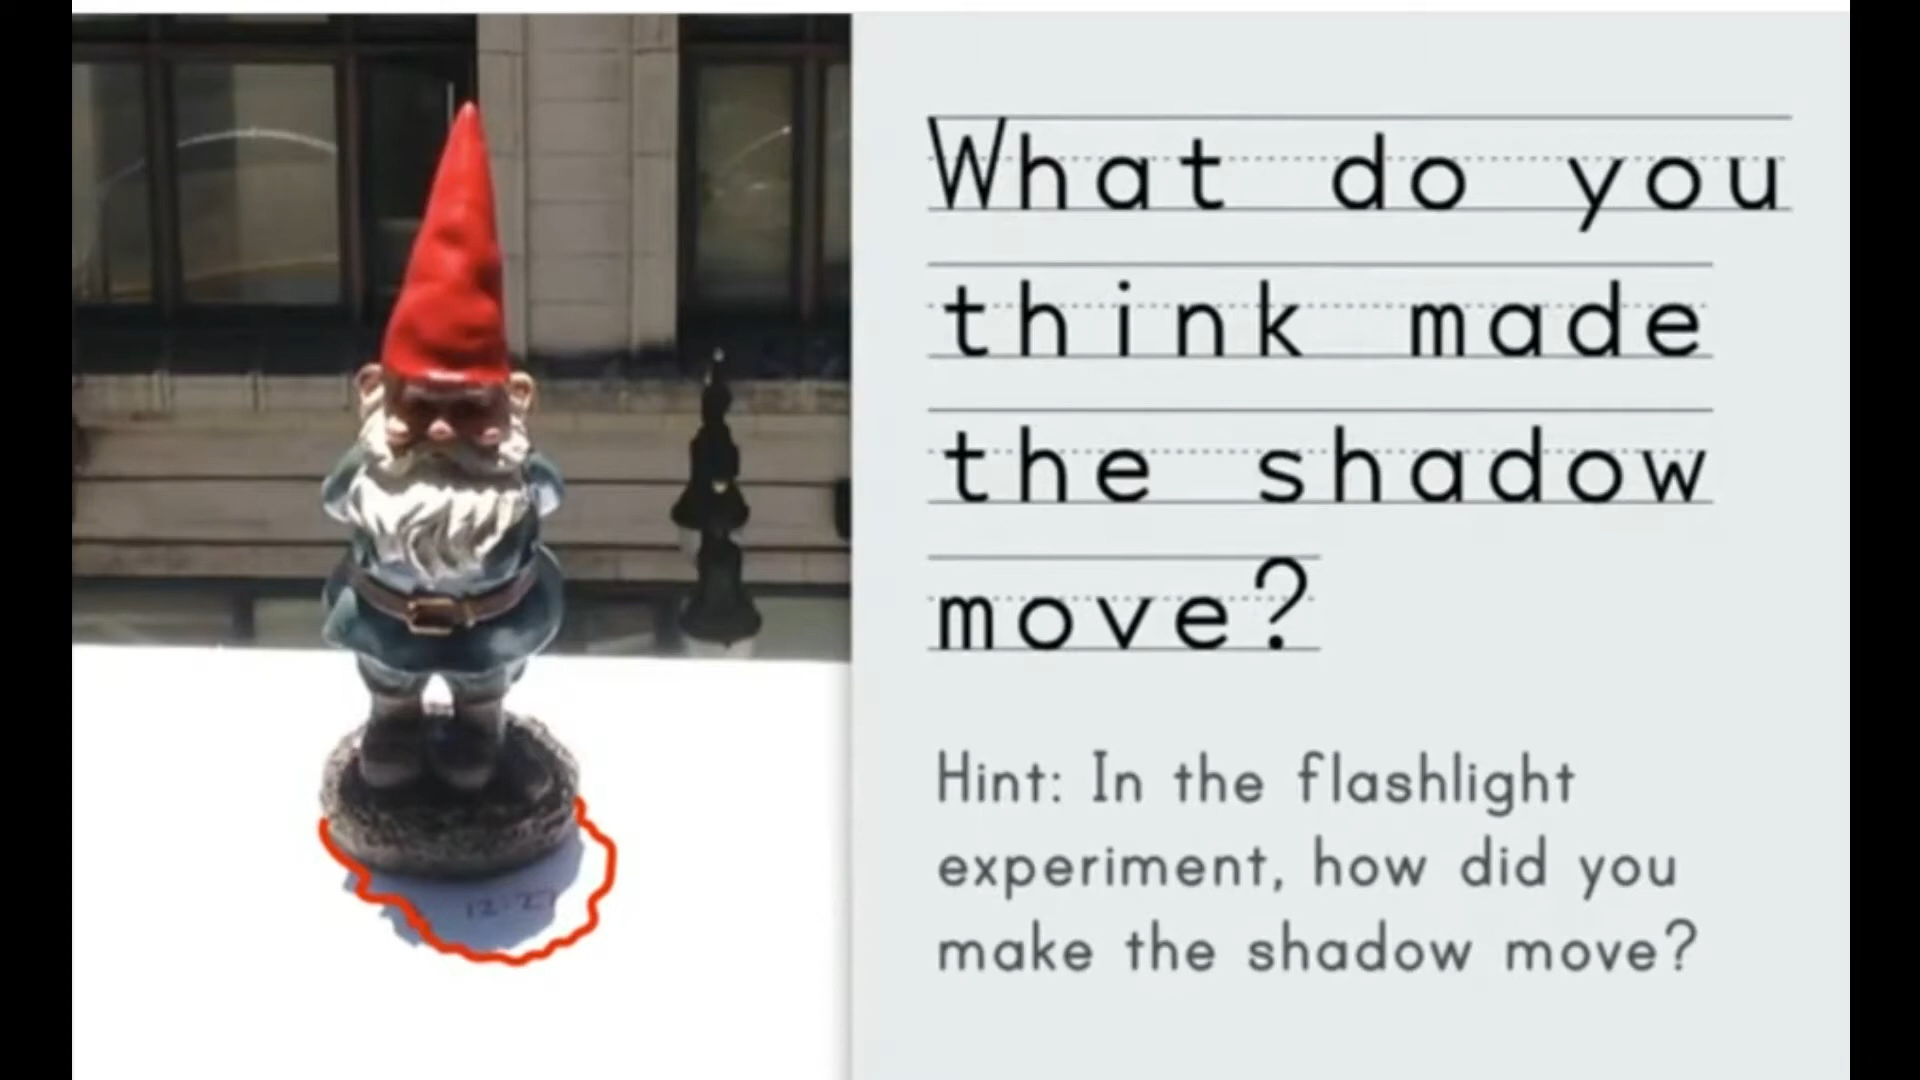 What do you
think made
the shadow
move?
Hint: In the flashlight
experiment, how did you
make the shadow move?